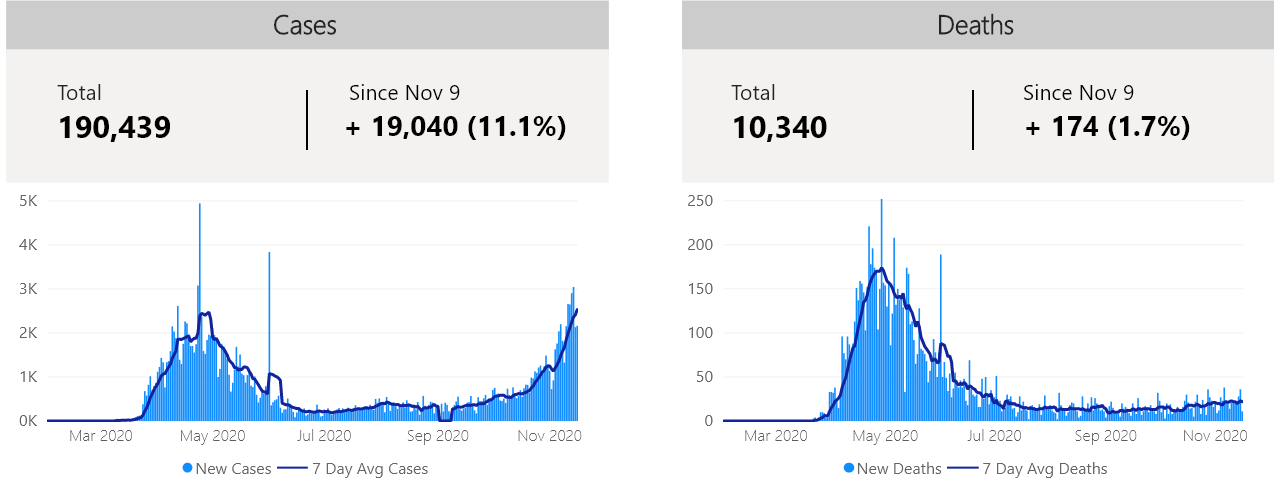 Cases
Total
190,439
Since Nov 9
+ 19,040 (11.1%)
5K
4K
3K
2K
1K
0K
Mar 2020 May 2020 Jul 2020 Sep 2020 Nov 2020
New Cases 7 Day Avg Cases
Deaths
Total
10,340
Since Nov 9
+ 174 (1.7%)
250
200
150
100
50
0
Mar 2020 May 2020 Jul 2020 Sep 2020 Nov 2020
New Deaths 7 Day Avg Deaths